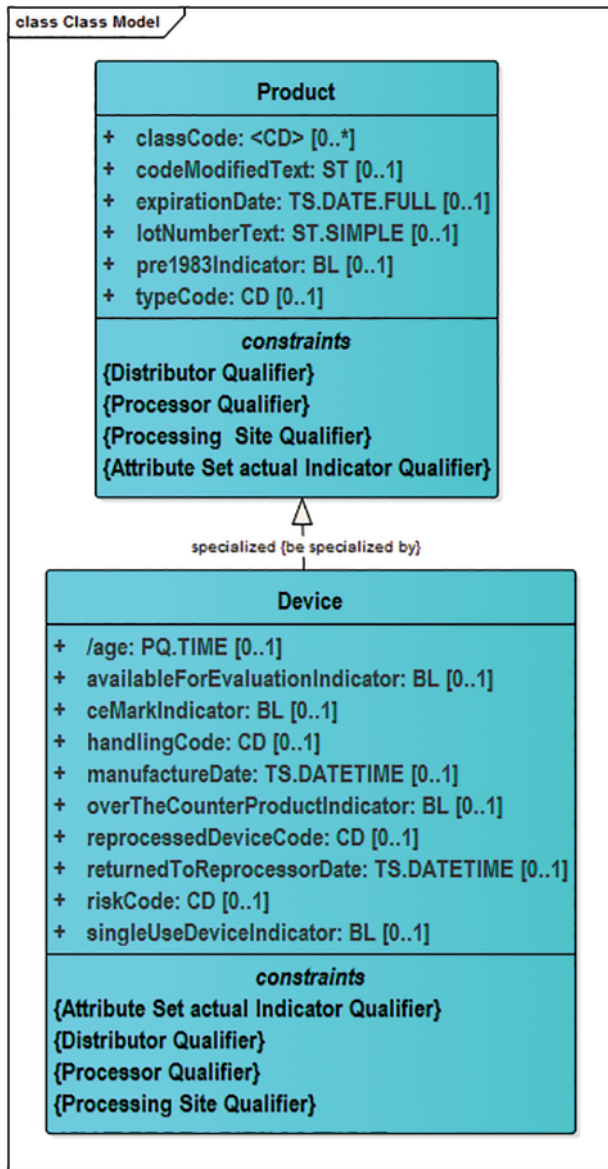 class Class Model
Product
+ classCode: <CD> [0..*]
+ codeModifiedText: ST [0..1]
+ expirationDate: TS.DATE.FULL [0..1]
+ lotNumberText: ST.SIMPLE [0..1]
+ pre1983Indicator: BL [0..1]
+ typeCode: CD [0..1]
constraints
{Distributor Qualifier}
{Processor Qualifier}
{Processing  Site Qualifier}
{Attribute Set actual Indicator Qualifier}
specialized {be specialized by}
Device
+ /age: PQ.TIME [0..1]
+ availableForEvaluationIndicator: BL [0..1]
+ ceMarkIndicator: BL [0..1]
+ handlingCode: CD [0..1]
+ manufactureDate: TS.DATETIME [0..1]
+ overTheCounterProductIndicator: BL [0..1]
+ reprocessedDeviceCode: CD [0..1]
+ returnedToReprocessorDate: TS.DATETIME [0..1]
+ riskCode: CD [0..1]
+ singleUseDeviceIndicator: BL [0..1]
constraints
{Attribute Set actual Indicator Qualifier}
{Distributor Qualifier}
{Processor Qualifier}
{Processing Site Qualifier}